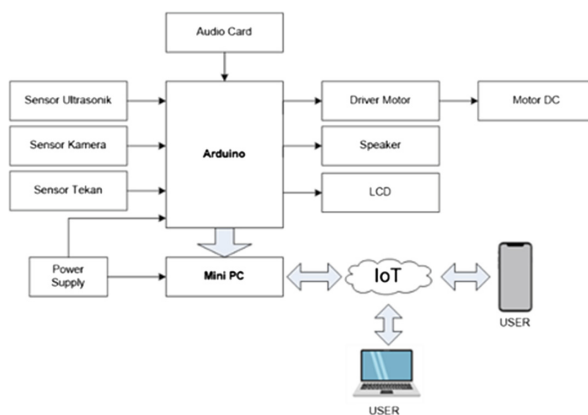 Audio Card
Sensor Ultrasonik
Driver Motor
Motor DC
Sensor Kamera
Arduino
Speaker
Sensor Tekan
LCD
Power
Supply
Mini PC
IoT
USER
USER